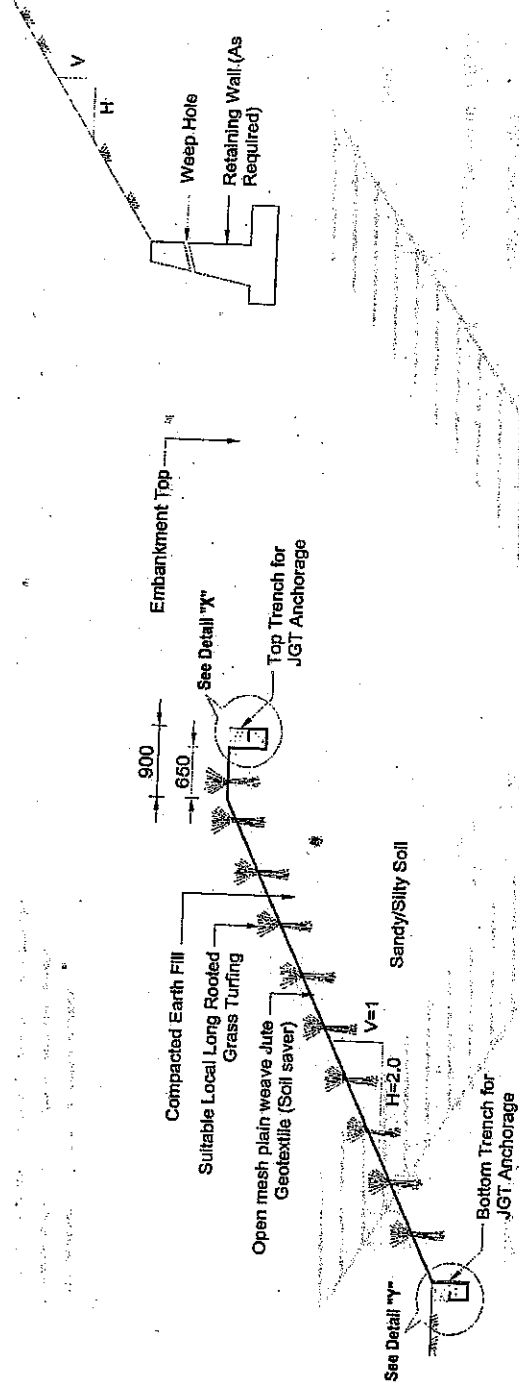 V
H
Weep Hole
Retaining Wall (As
Required)
Embankment Top
900
650
See Detail "X"
Top Trench for
JGT Anchorage
Compacted Earth Fill
Suitable Local Long Rooted
Grass Turfing
Open mesh plain weave Jute
Geotextile (Soil saver)
V=1
H=2.0
Sandy/Silty Soil
See Detail "Y"
Bottom Trench for
JGT Anchorage